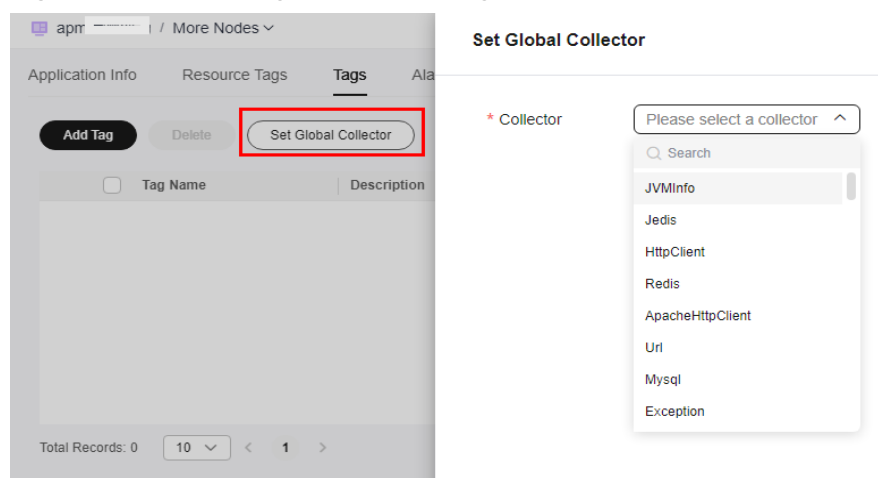 apm / More Nodes
Set Global Collector
Application Info Resource Tags Tags Ala
* Collector Please select a collector
Add Tag Delete Set Global Collector
Search
Tag Name Description
JVMInfo
Jedis
HttpClient
Redis
ApacheHttpClient
Url
Mysql
Exception
Total Records: 0 10 < 1 >